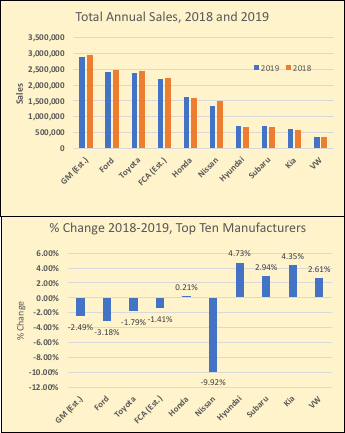 Total Annual Sales, 2018 and 2019
3,500,000
3,000,000
2,500,000
2,000,000
1,500,000
1,000,000
500,000
0
Sales
2019 2018
GM (Est.) Ford Toyota FCA (Est.) Honda Nissan Hyundai Subaru Kia VW
% Change 2018-2019, Top Ten Manufacturers
6.00%
4.00%
2.00%
0.00%
-2.00%
-4.00%
-6.00%
-8.00%
-10.00%
-12.00%
% Change
-2.49% -3.18% -1.79% -1.41% 0.21% -9.92% 4.73% 2.94% 4.35% 2.61%
GM (Est.) Ford Toyota FCA (Est.) Honda Nissan Hyundai Subaru Kia VW